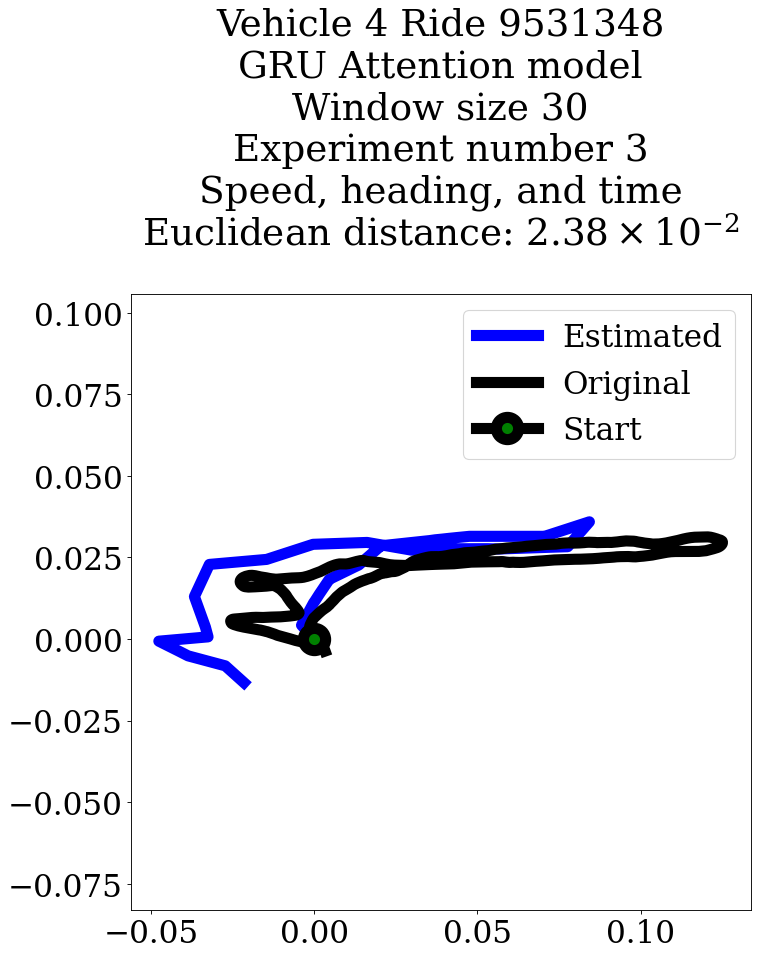 Vehicle 4 Ride 9531348
GRU Attention model
Window size 30
Experiment number 3
Speed, heading, and time
Euclidean distance: 2.38 × 10⁻²
Estimated
Original
Start
0.100
0.075
0.050
0.025
0.000
−0.025
−0.050
−0.075
−0.05 0.00 0.05 0.10